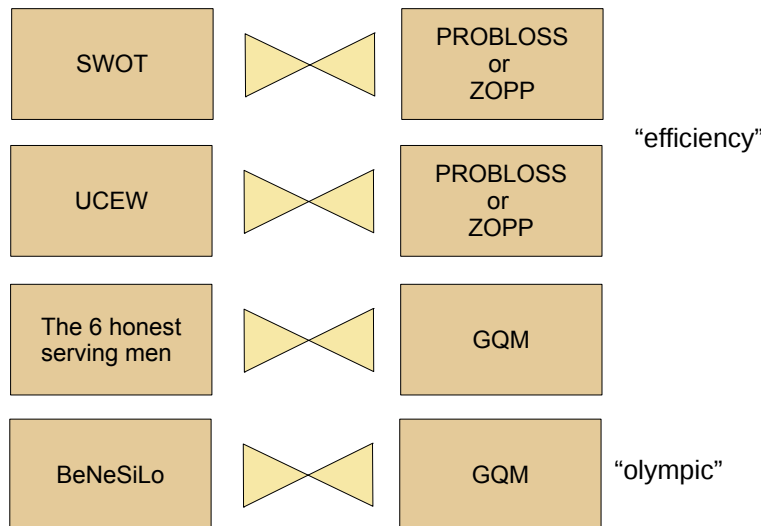 SWOT
PROBLOSS
or
ZOPP
“efficiency”
UCEW
PROBLOSS
or
ZOPP
The 6 honest
serving men
GQM
BeNeSiLo
GQM
“olympic”